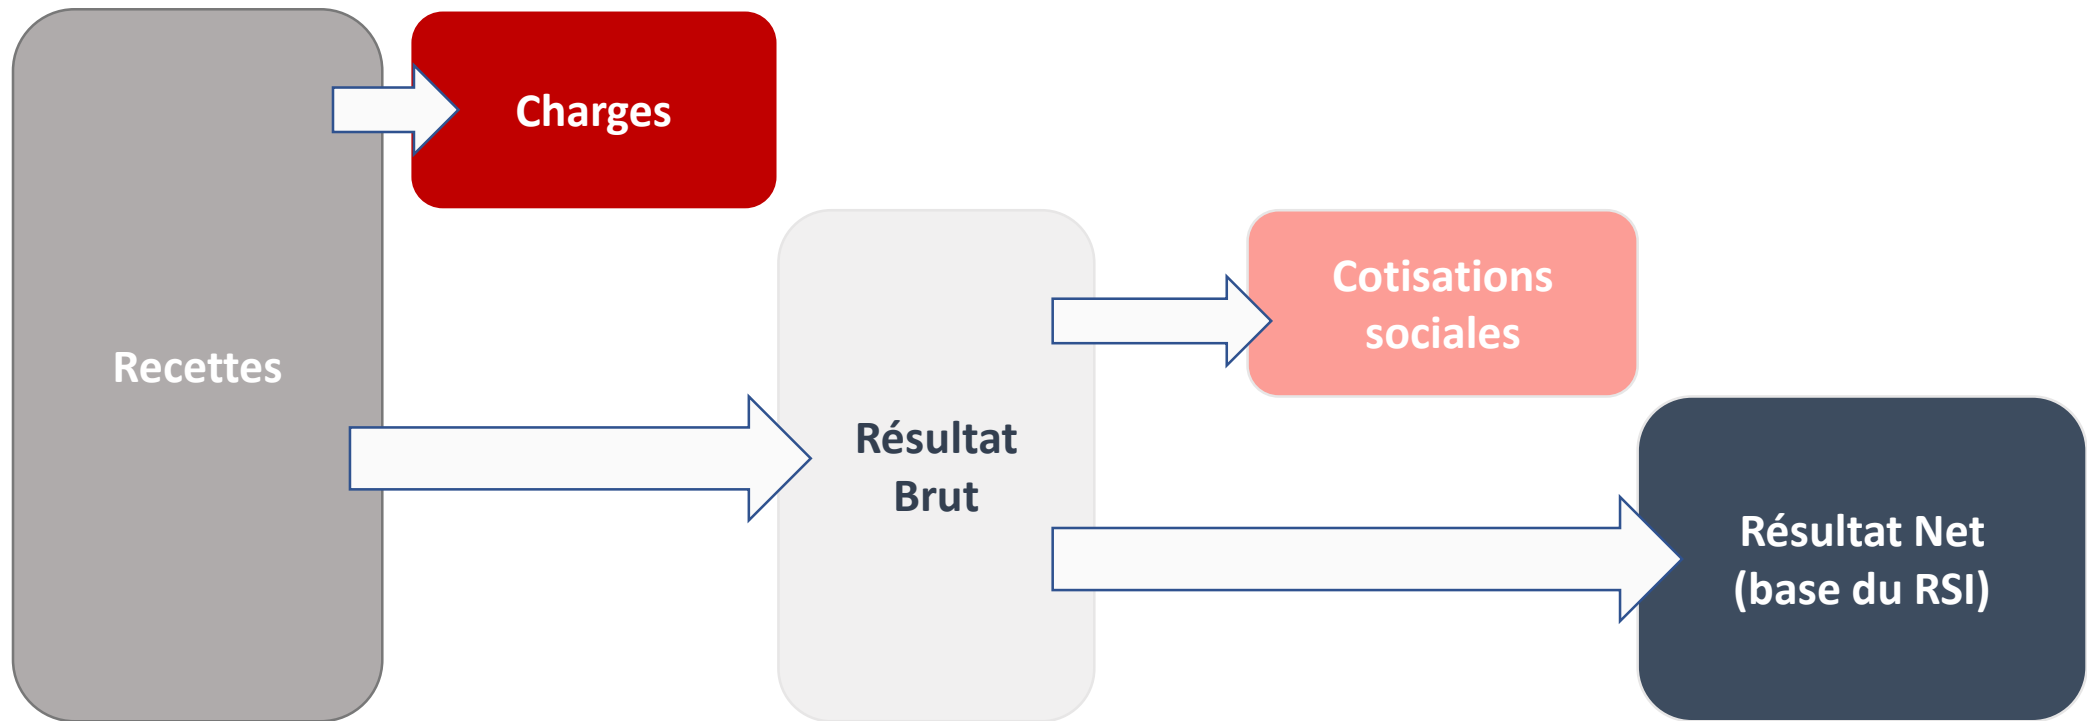 Charges
Recettes
Cotisations
sociales
Résultat
Brut
Résultat Net
(base du RSI)